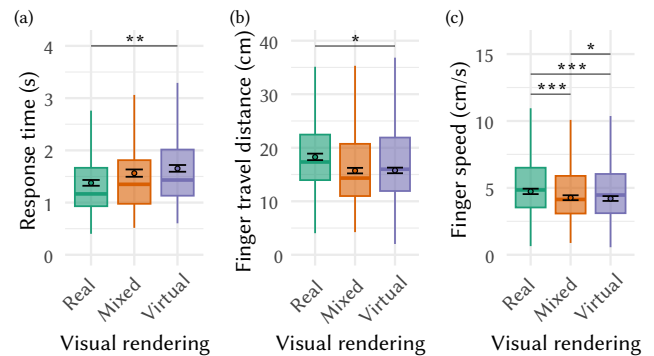 (a)
Response time (s)
4
3
2
1
0
**
Real
Mixed
Virtual
Visual rendering
(b)
Finger travel distance (cm)
40
30
20
10
0
*
Real
Mixed
Virtual
Visual rendering
(c)
Finger speed (cm/s)
15
10
5
0
*
***
***
Real
Mixed
Virtual
Visual rendering